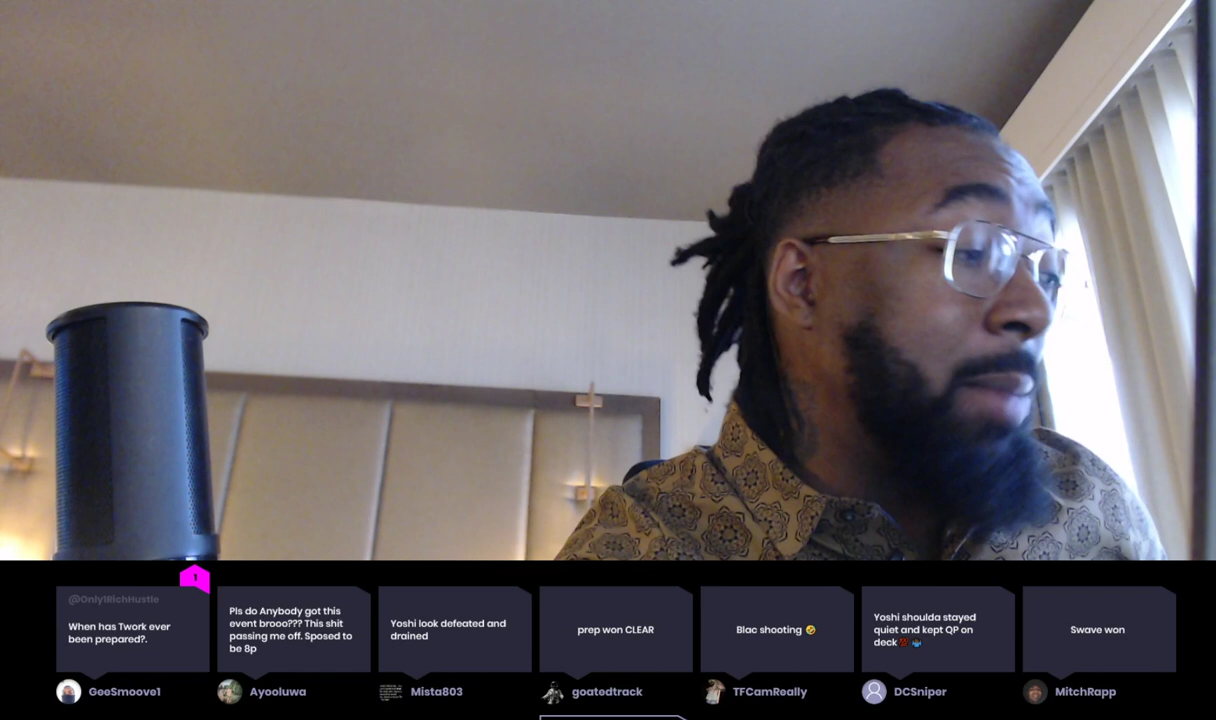 1
@Only1RichHustle
When has Twork ever
been prepared?.
GeeSmoove1
Pls do Anybody got this
event brooo??? This shit
passing me off. Sposed to
be 8p
Ayooluwa
Yoshi look defeated and
drained
Mista803
prep won CLEAR
goatedtrack
Blac shooting 🤣
TFCamReally
Yoshi shoulda stayed
quiet and kept QP on
deck
DCSniper
Swave won
MitchRapp